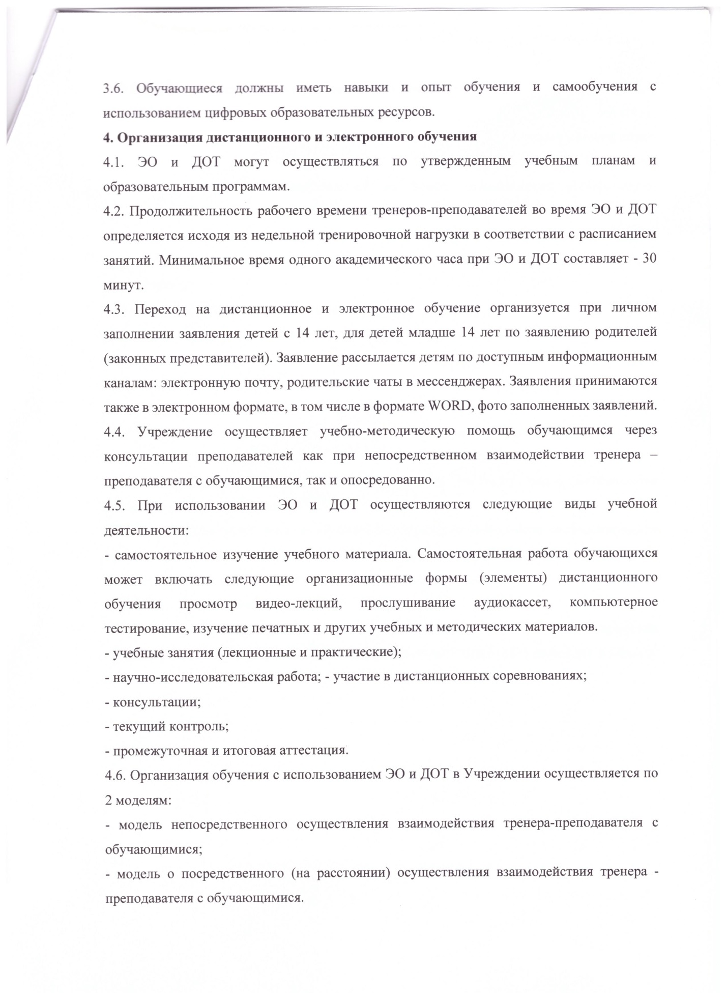 3.6. Обучающиеся должны иметь навыки и опыт обучения и самообучения с
использованием цифровых образовательных ресурсов.
4. Организация дистанционного и электронного обучения
4.1. ЭО и ДОТ могут осуществляться по утвержденным учебным планам и
образовательным программам.
4.2. Продолжительность рабочего времени тренеров-преподавателей во время ЭО и ДОТ
определяется исходя из недельной тренировочной нагрузки в соответствии с расписанием
занятий. Минимальное время одного академического часа при ЭО и ДОТ составляет - 30
минут.
4.3. Переход на дистанционное и электронное обучение организуется при личном
заполнении заявления детей с 14 лет, для детей младше 14 лет по заявлению родителей
(законных представителей). Заявление рассылается детям по доступным информационным
каналам: электронную почту, родительские чаты в мессенджерах. Заявления принимаются
также в электронном формате, в том числе в формате WORD, фото заполненных заявлений.
4.4. Учреждение осуществляет учебно-методическую помощь обучающимся через
консультации преподавателей как при непосредственном взаимодействии тренера –
преподавателя с обучающимися, так и опосредованно.
4.5. При использовании ЭО и ДОТ осуществляются следующие виды учебной
деятельности:
- самостоятельное изучение учебного материала. Самостоятельная работа обучающихся
может включать следующие организационные формы (элементы) дистанционного
обучения просмотр видео-лекций, прослушивание аудиокассет, компьютерное
тестирование, изучение печатных и других учебных и методических материалов.
- учебные занятия (лекционные и практические);
- научно-исследовательская работа; - участие в дистанционных соревнованиях;
- консультации;
- текущий контроль;
- промежуточная и итоговая аттестация.
4.6. Организация обучения с использованием ЭО и ДОТ в Учреждении осуществляется по
2 моделям:
- модель непосредственного осуществления взаимодействия тренера-преподавателя с
обучающимися;
- модель о посредственного (на расстоянии) осуществления взаимодействия тренера -
преподавателя с обучающимися.